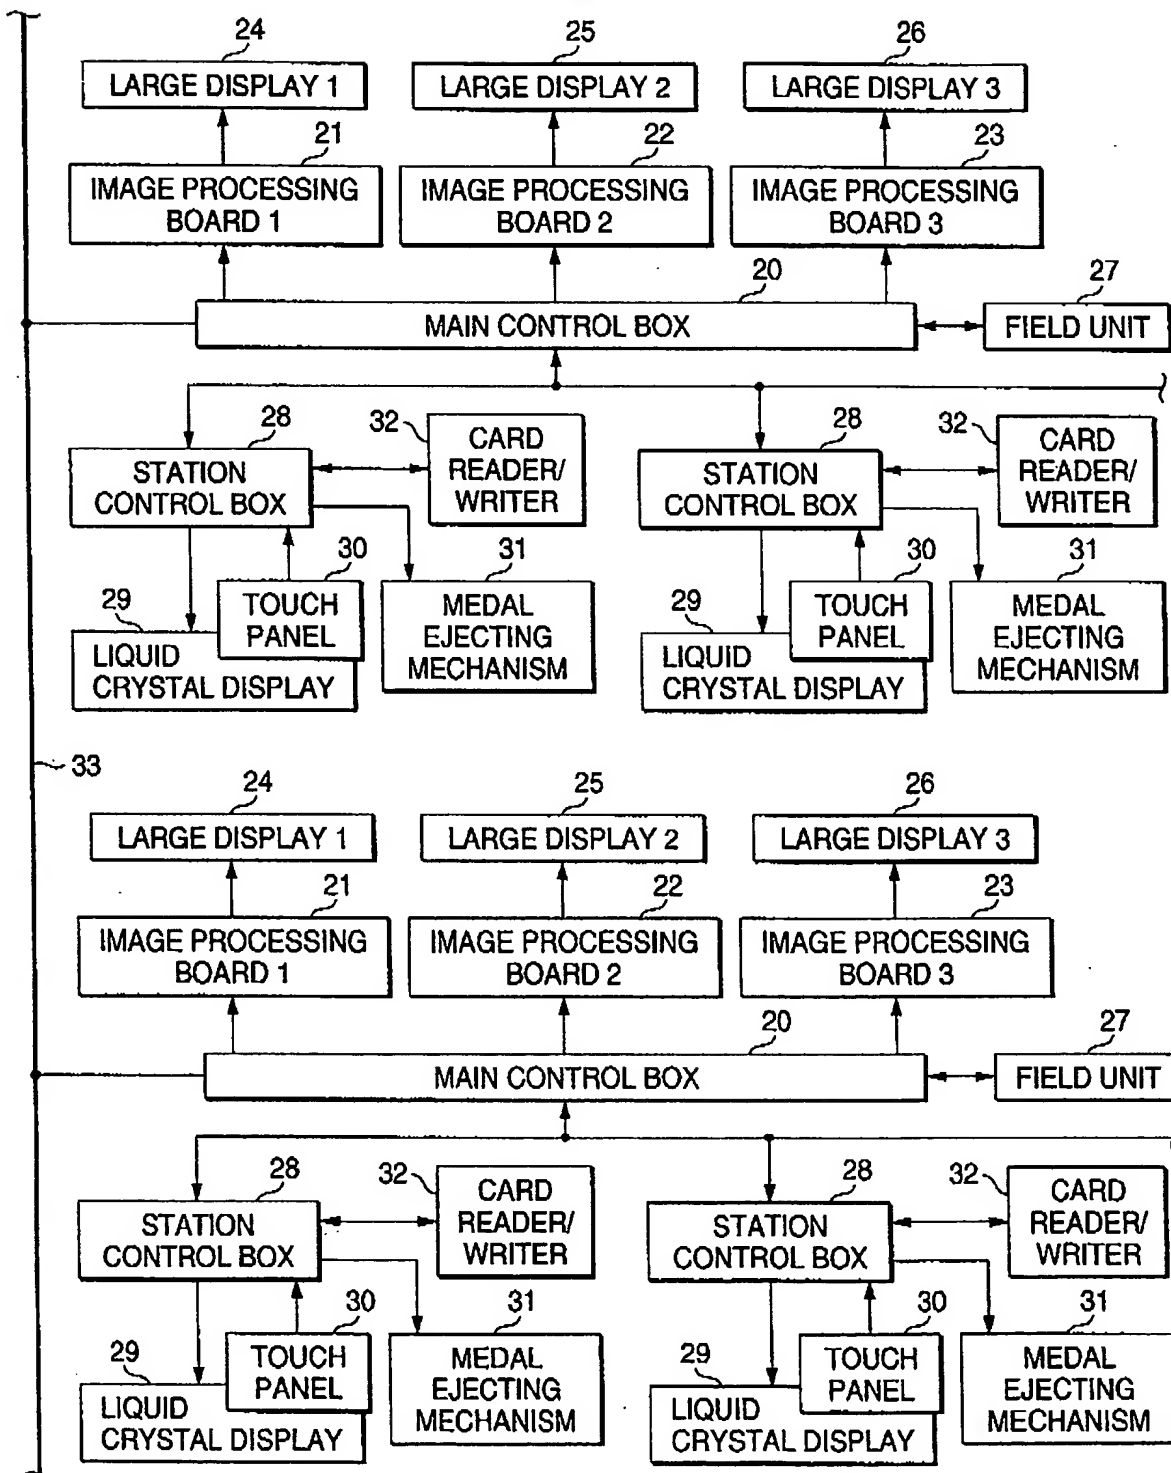 24
25
26
LARGE DISPLAY 1
LARGE DISPLAY 2
LARGE DISPLAY 3
21
22
23
IMAGE PROCESSING
BOARD 1
IMAGE PROCESSING
BOARD 2
IMAGE PROCESSING
BOARD 3
20
27
MAIN CONTROL BOX
FIELD UNIT
28
32
CARD
READER/
WRITER
28
32
CARD
READER/
WRITER
STATION
CONTROL BOX
STATION
CONTROL BOX
30
31
30
31
29
TOUCH
PANEL
MEDAL
EJECTING
MECHANISM
29
TOUCH
PANEL
MEDAL
EJECTING
MECHANISM
LIQUID
CRYSTAL DISPLAY
LIQUID
CRYSTAL DISPLAY
33
24
25
26
LARGE DISPLAY 1
LARGE DISPLAY 2
LARGE DISPLAY 3
21
22
23
IMAGE PROCESSING
BOARD 1
IMAGE PROCESSING
BOARD 2
IMAGE PROCESSING
BOARD 3
20
27
MAIN CONTROL BOX
FIELD UNIT
28
32
CARD
READER/
WRITER
28
32
CARD
READER/
WRITER
STATION
CONTROL BOX
STATION
CONTROL BOX
30
31
30
31
29
TOUCH
PANEL
MEDAL
EJECTING
MECHANISM
29
TOUCH
PANEL
MEDAL
EJECTING
MECHANISM
LIQUID
CRYSTAL DISPLAY
LIQUID
CRYSTAL DISPLAY